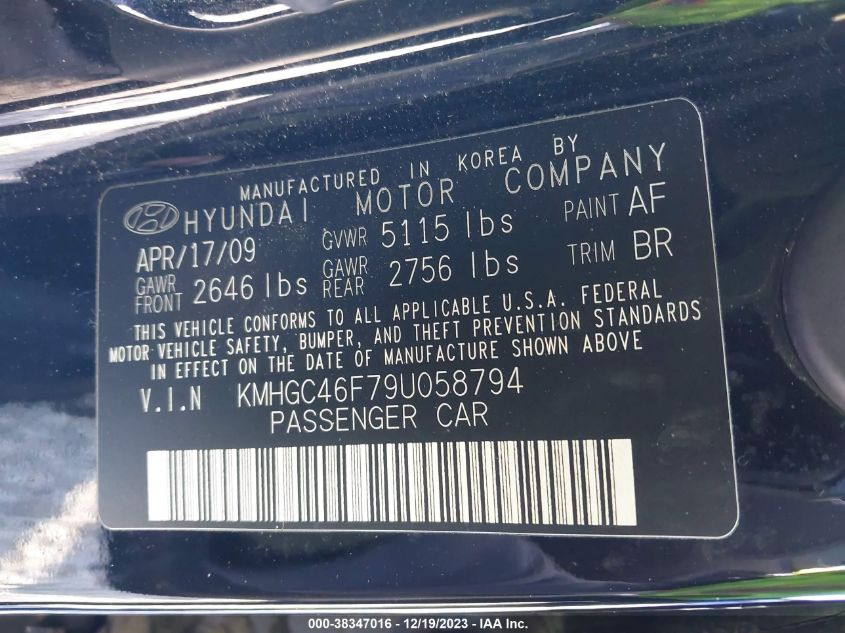 MANUFACTURED IN KOREA BY
HYUNDAI MOTOR COMPANY
APR/17/09 GVWR 5115 lbs PAINT AF
GAWR FRONT 2646 lbs GAWR REAR 2756 lbs TRIM BR
THIS VEHICLE CONFORMS TO ALL APPLICABLE U.S.A. FEDERAL
MOTOR VEHICLE SAFETY, BUMPER, AND THEFT PREVENTION STANDARDS
IN EFFECT ON THE DATE OF MANUFACTURE SHOWN ABOVE
V.I.N KMHGC46F79U058794
PASSENGER CAR
000-38347016 - 12/19/2023 - IAA Inc.